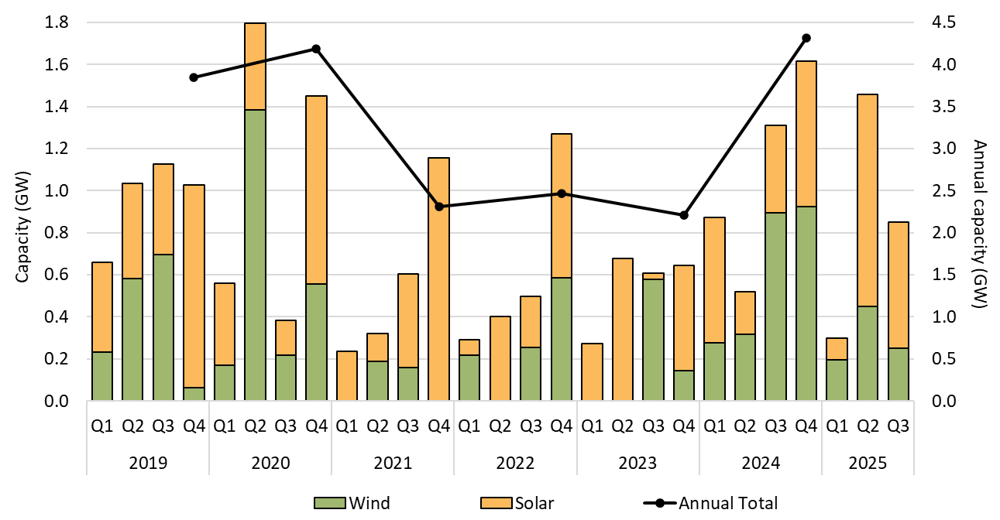 1.8 4.5
1.6 4.0
1.4 3.5
1.2 3.0
1.0 2.5
0.8 2.0
0.6 1.5
0.4 1.0
0.2 0.5
0.0 0.0
Capacity (GW)
Annual capacity (GW)
Q1 Q2 Q3 Q4 Q1 Q2 Q3 Q4 Q1 Q2 Q3 Q4 Q1 Q2 Q3 Q4 Q1 Q2 Q3 Q4 Q1 Q2 Q3 Q4 Q1 Q2 Q3
2019 2020 2021 2022 2023 2024 2025
Wind Solar Annual Total